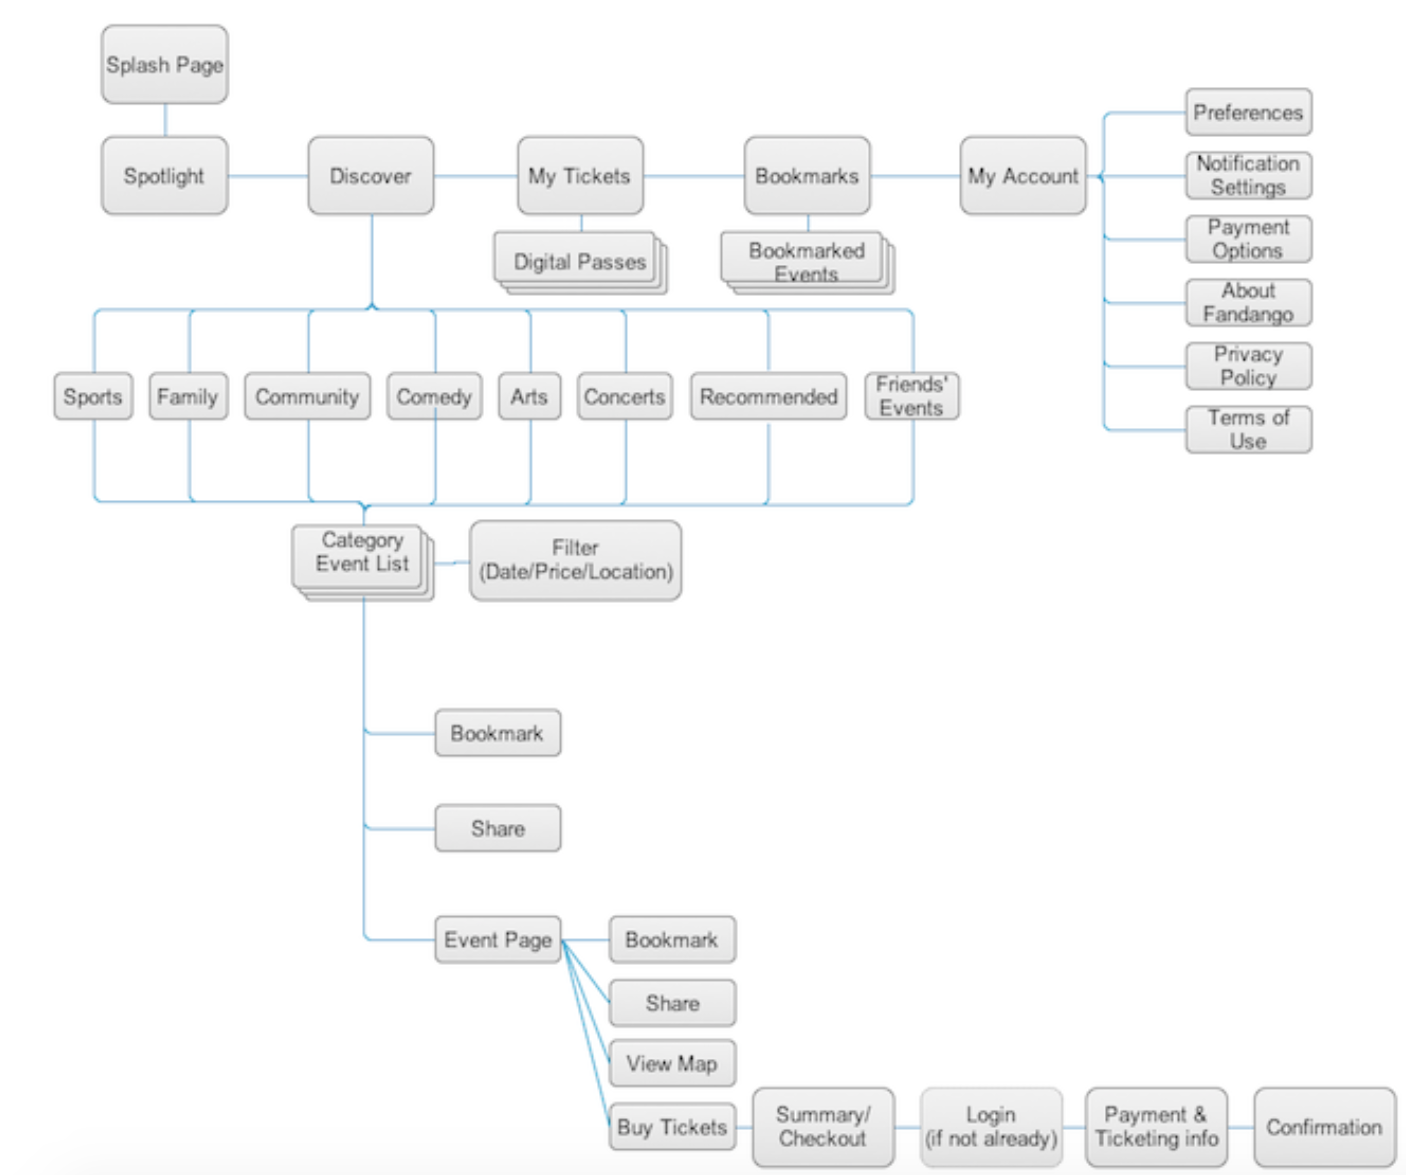 Splash Page
Spotlight
Discover
My Tickets
Bookmarks
My Account
Digital Passes
Bookmarked
Events
Preferences
Notification
Settings
Payment
Options
About
Fandango
Privacy
Policy
Terms of
Use
Sports
Family
Community
Comedy
Arts
Concerts
Recommended
Friends'
Events
Category
Event List
Filter
(Date/Price/Location)
Bookmark
Share
Event Page
Bookmark
Share
View Map
Buy Tickets
Summary/
Checkout
Login
(if not already)
Payment &
Ticketing info
Confirmation